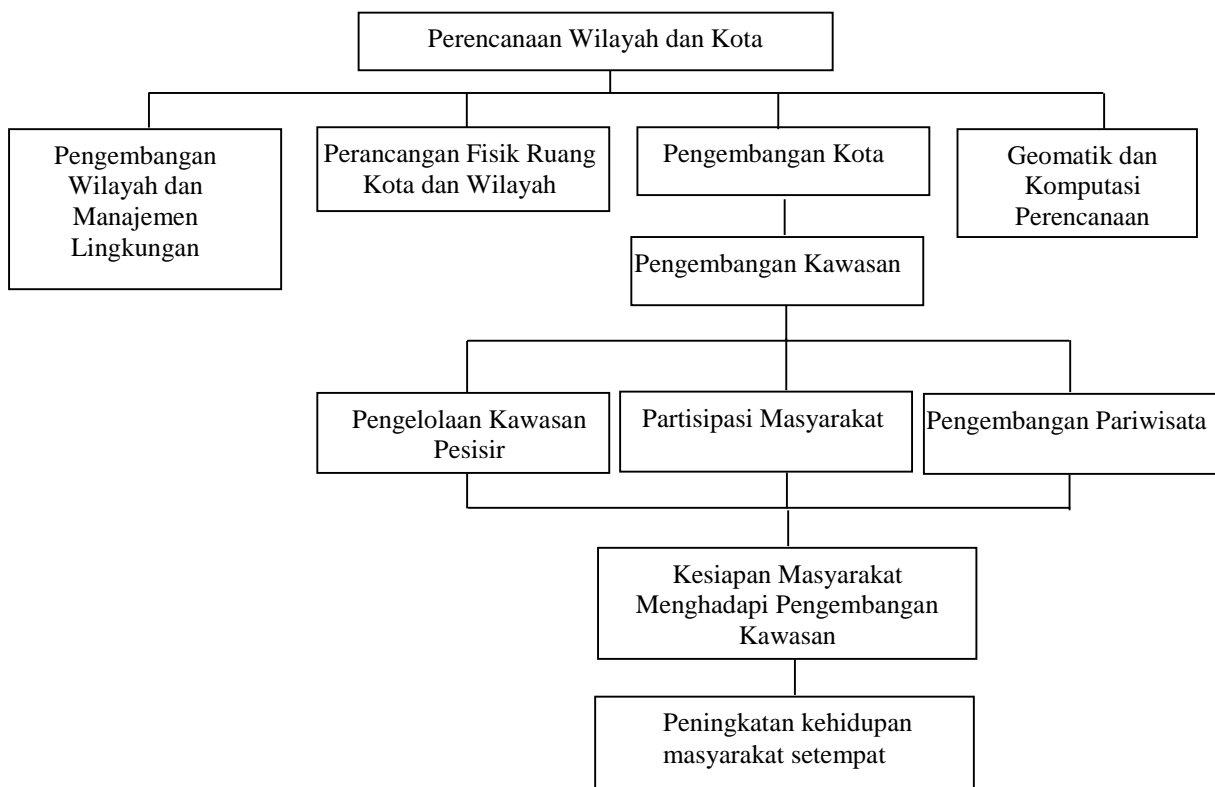 Perencanaan Wilayah dan Kota
Pengembangan
Wilayah dan
Manajemen
Lingkungan
Perancangan Fisik Ruang
Kota dan Wilayah
Pengembangan Kota
Geomatik dan
Komputasi
Perencanaan
Pengembangan Kawasan
Pengelolaan Kawasan
Pesisir
Partisipasi Masyarakat
Pengembangan Pariwisata
Kesiapan Masyarakat
Menghadapi Pengembangan
Kawasan
Peningkatan kehidupan
masyarakat setempat